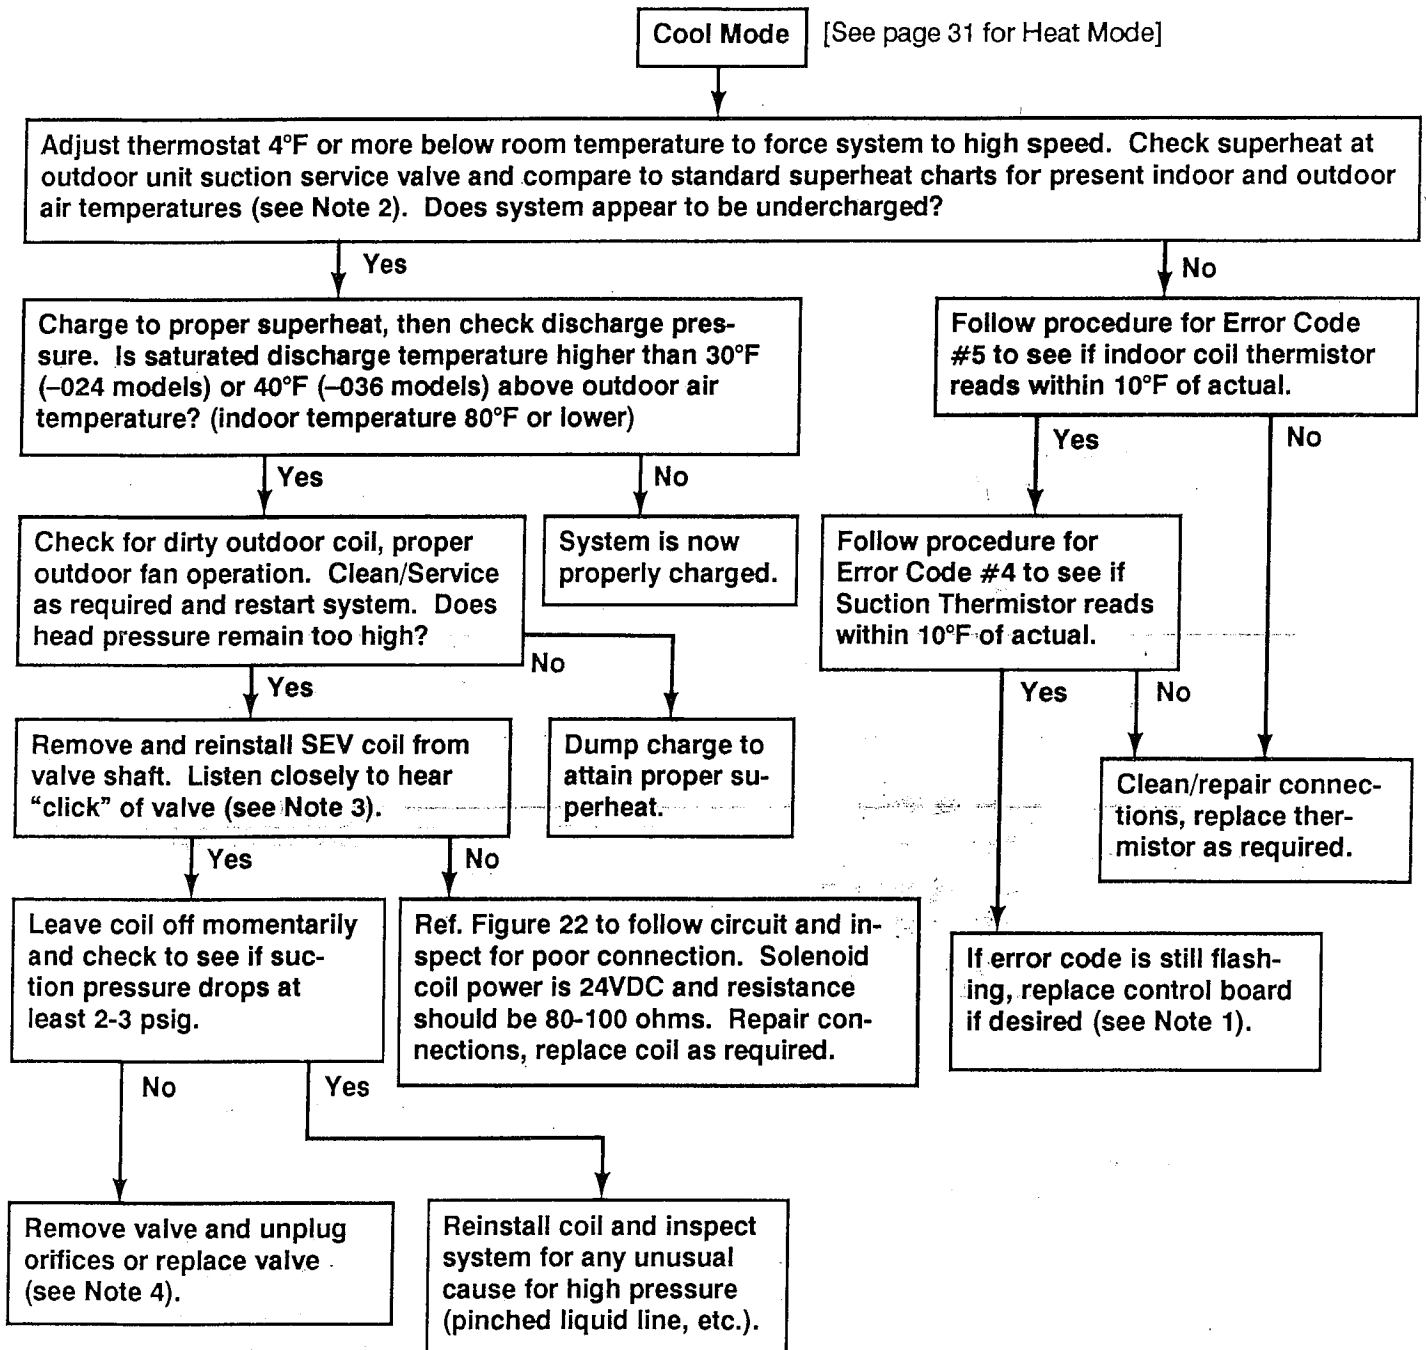 Cool Mode
[See page 31 for Heat Mode]
Adjust thermostat 4°F or more below room temperature to force system to high speed. Check superheat at
outdoor unit suction service valve and compare to standard superheat charts for present indoor and outdoor
air temperatures (see Note 2). Does system appear to be undercharged?
Yes
No
Charge to proper superheat, then check discharge pres-
sure. Is saturated discharge temperature higher than 30°F
(–024 models) or 40°F (–036 models) above outdoor air
temperature? (indoor temperature 80°F or lower)
Follow procedure for Error Code
#5 to see if indoor coil thermistor
reads within 10°F of actual.
Yes
No
Yes
No
Check for dirty outdoor coil, proper
outdoor fan operation. Clean/Service
as required and restart system. Does
head pressure remain too high?
System is now
properly charged.
Follow procedure for
Error Code #4 to see if
Suction Thermistor reads
within 10°F of actual.
No
Yes
Yes
No
Remove and reinstall SEV coil from
valve shaft. Listen closely to hear
“click” of valve (see Note 3).
Dump charge to
attain proper su-
perheat.
Clean/repair connec-
tions, replace ther-
mistor as required.
Yes
No
Leave coil off momentarily
and check to see if suc-
tion pressure drops at
least 2-3 psig.
Ref. Figure 22 to follow circuit and in-
spect for poor connection. Solenoid
coil power is 24VDC and resistance
should be 80-100 ohms. Repair con-
nections, replace coil as required.
If error code is still flash-
ing, replace control board
if desired (see Note 1).
No
Yes
Remove valve and unplug
orifices or replace valve
(see Note 4).
Reinstall coil and inspect
system for any unusual
cause for high pressure
(pinched liquid line, etc.).